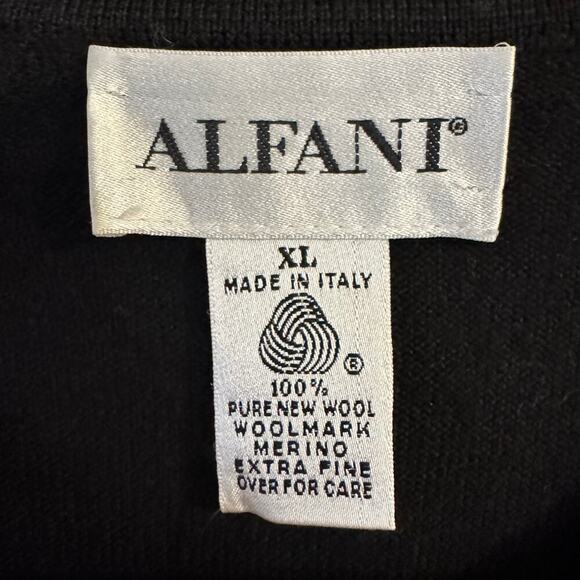 ALFANI®
XL
MADE IN ITALY
®
100%
PURE NEW WOOL
WOOLMARK
MERINO
EXTRA FINE
OVER FOR CARE